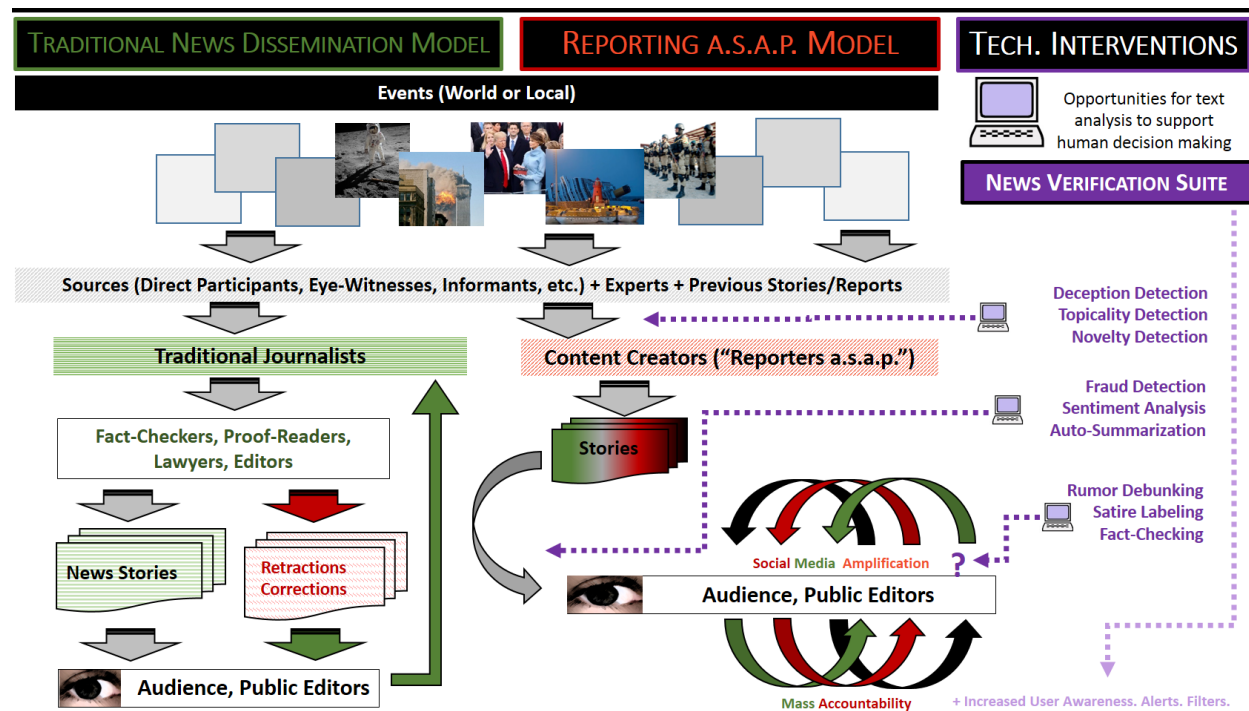 TRADITIONAL NEWS DISSEMINATION MODEL
REPORTING A.S.A.P. MODEL
TECH. INTERVENTIONS
Events (World or Local)
Opportunities for text
analysis to support
human decision making
NEWS VERIFICATION SUITE
Sources (Direct Participants, Eye-Witnesses, Informants, etc.) + Experts + Previous Stories/Reports
Deception Detection
Topicality Detection
Novelty Detection
Traditional Journalists
Content Creators (“Reporters a.s.a.p.”)
Fraud Detection
Sentiment Analysis
Auto-Summarization
Fact-Checkers, Proof-Readers,
Lawyers, Editors
Stories
Rumor Debunking
Satire Labeling
Fact-Checking
News Stories
Retractions
Corrections
Social Media Amplification
?
Audience, Public Editors
Audience, Public Editors
Mass Accountability
+ Increased User Awareness. Alerts. Filters.